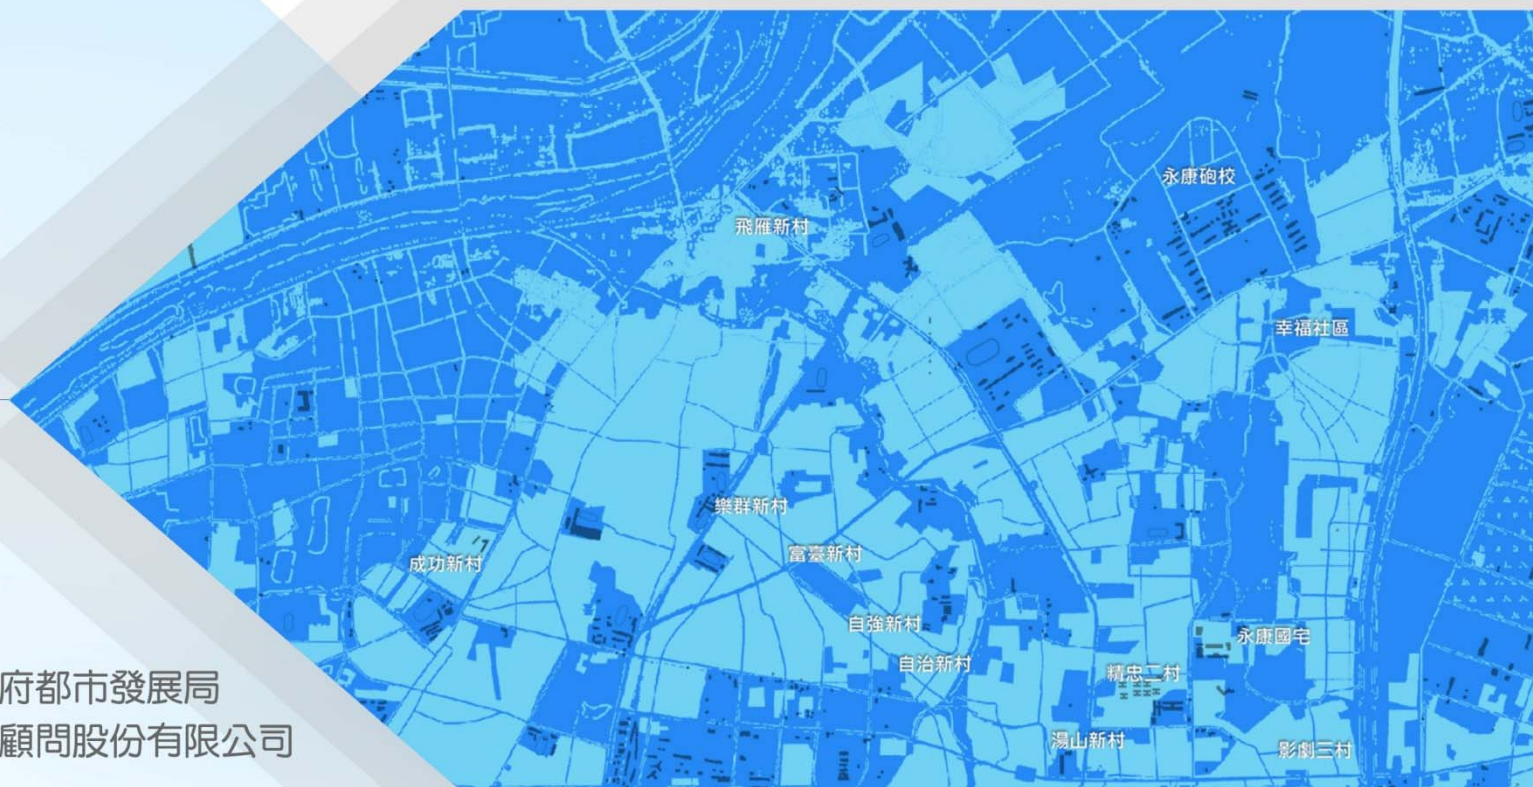 永康砲校
飛雁新村
幸福社區
樂群新村
富臺新村
成功新村
自強新村
永康國宅
自治新村
精忠二村
湯山新村
影劇三村
府都市發展局
顧問股份有限公司